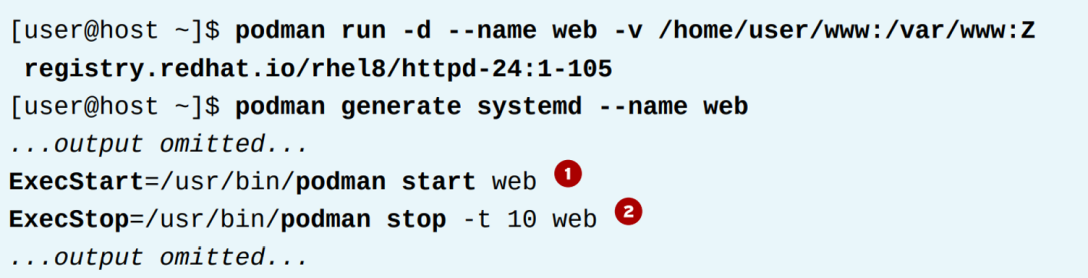 [user@host ~]$ podman run -d --name web -v /home/user/www:/var/www:Z
registry.redhat.io/rhel8/httpd-24:1-105
[user@host ~]$ podman generate systemd --name web
...output omitted...
ExecStart=/usr/bin/podman start web 1
ExecStop=/usr/bin/podman stop -t 10 web 2
...output omitted...